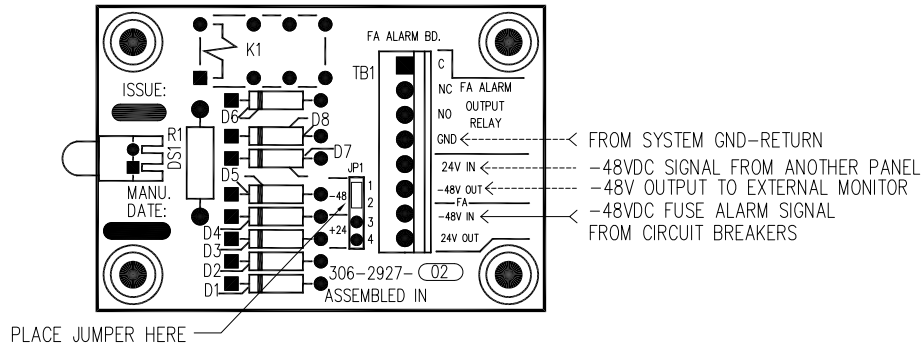 K1
FA ALARM BD.
TB1
C
NC
FA ALARM
OUTPUT
NO
RELAY
GND
FROM SYSTEM GND-RETURN
24V IN
-48VDC SIGNAL FROM ANOTHER PANEL
-48V OUT
-48V OUTPUT TO EXTERNAL MONITOR
FA
-48V IN
-48VDC FUSE ALARM SIGNAL
FROM CIRCUIT BREAKERS
24V OUT
ISSUE:
R1
DS1
MANU.
DATE:
D6
D8
D7
D5
JP1
-48
+24
1
2
3
4
D4
D3
D2
D1
306-2927-02
ASSEMBLED IN
PLACE JUMPER HERE